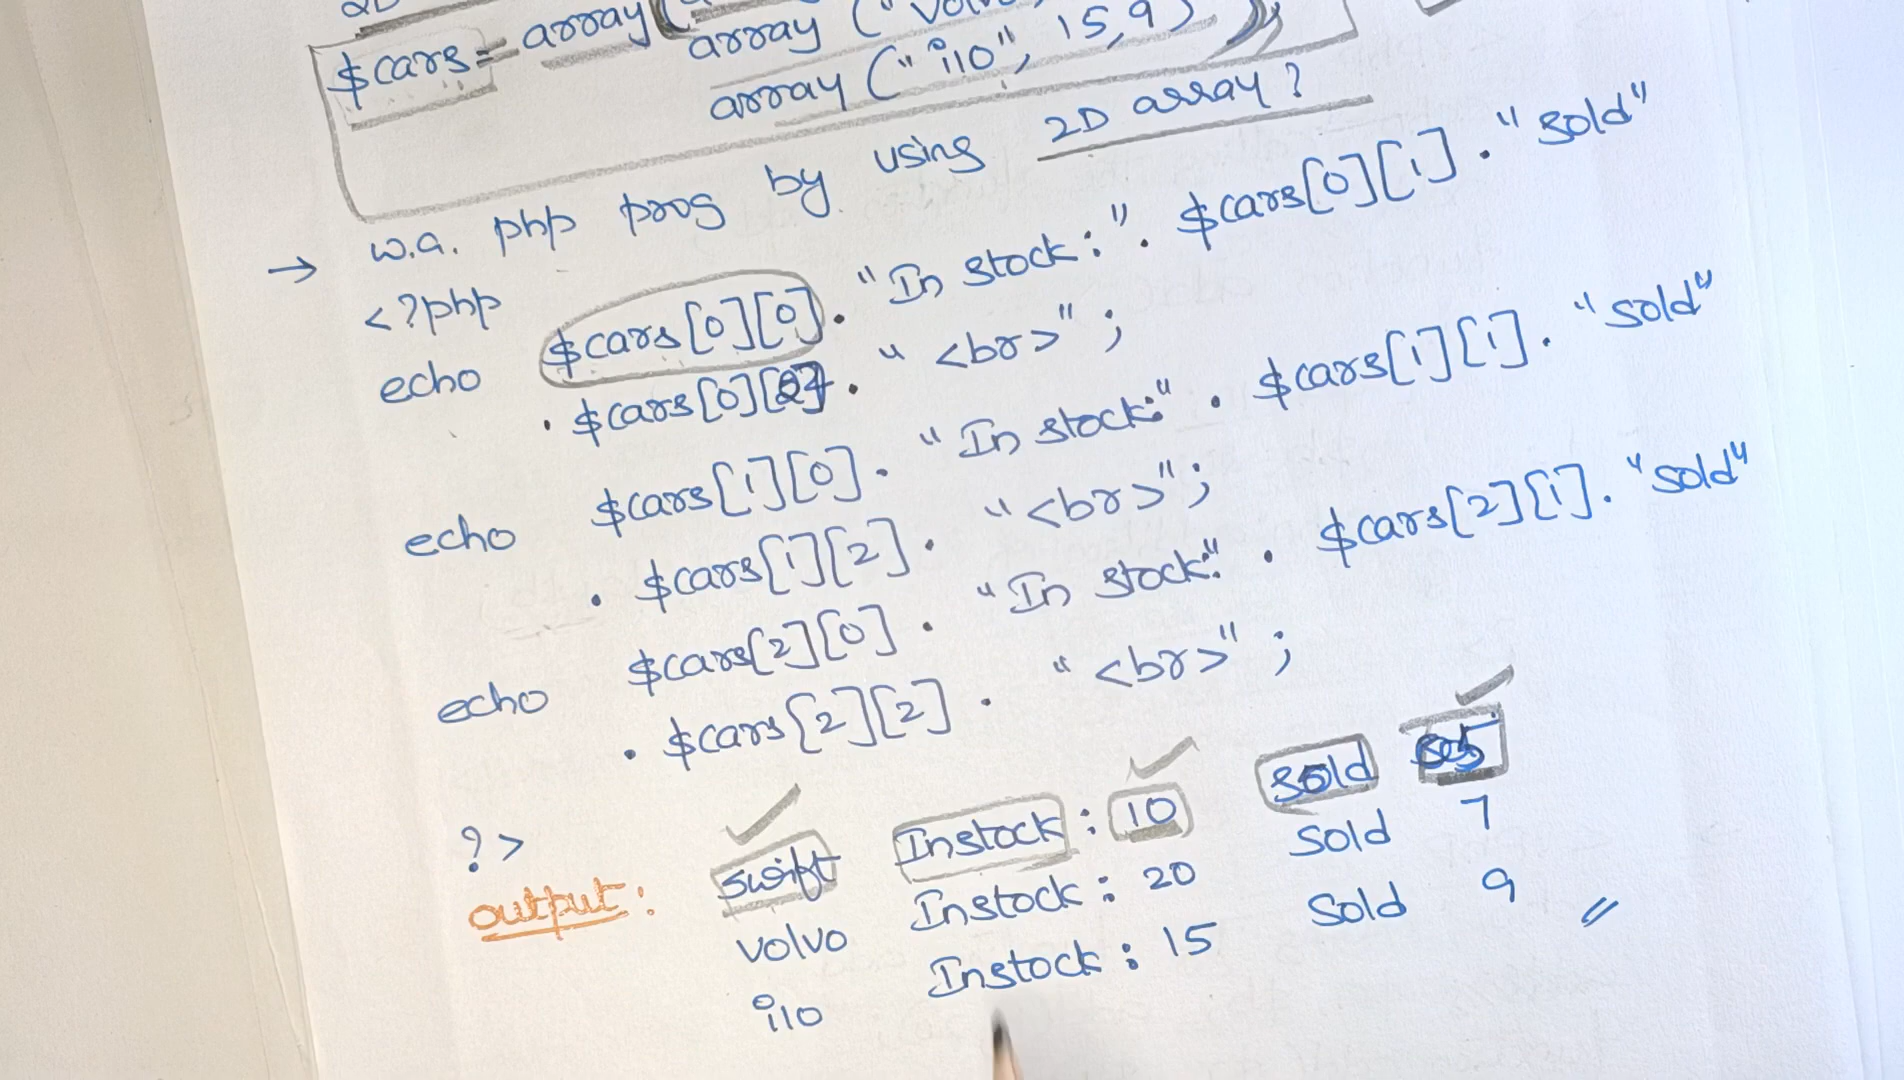 2D
$cars = array(
array ("Volvo
array ("i10", 15,9) );
→ w.a. php prog by using 2D array?
<?php
echo $cars[0][0]. "In stock:". $cars[0][1]. "sold"
. $cars[0][2]. "<br>";
echo $cars[1][0]. "In stock:". $cars[1][1]. "sold"
. $cars[1][2]. "<br>";
echo $cars[2][0]. "In stock:". $cars[2][1]. "sold"
. $cars[2][2]. "<br>";
?>
output: swift Instock: 10 sold 5
volvo Instock: 20 sold 7
i10 Instock: 15 sold 9